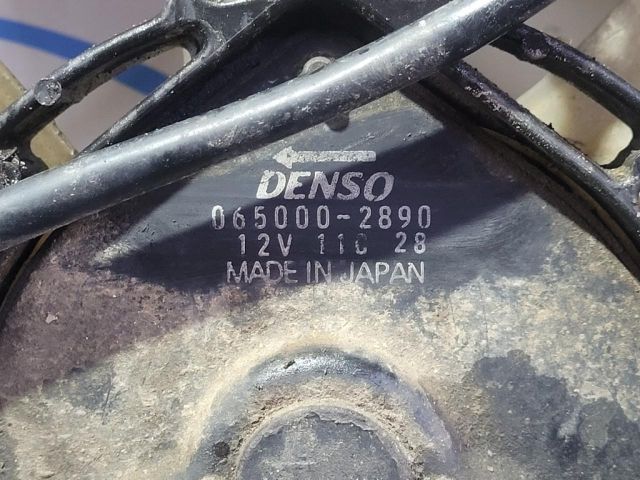 DENSO
065000-2890
12V 11C 28
MADE IN JAPAN